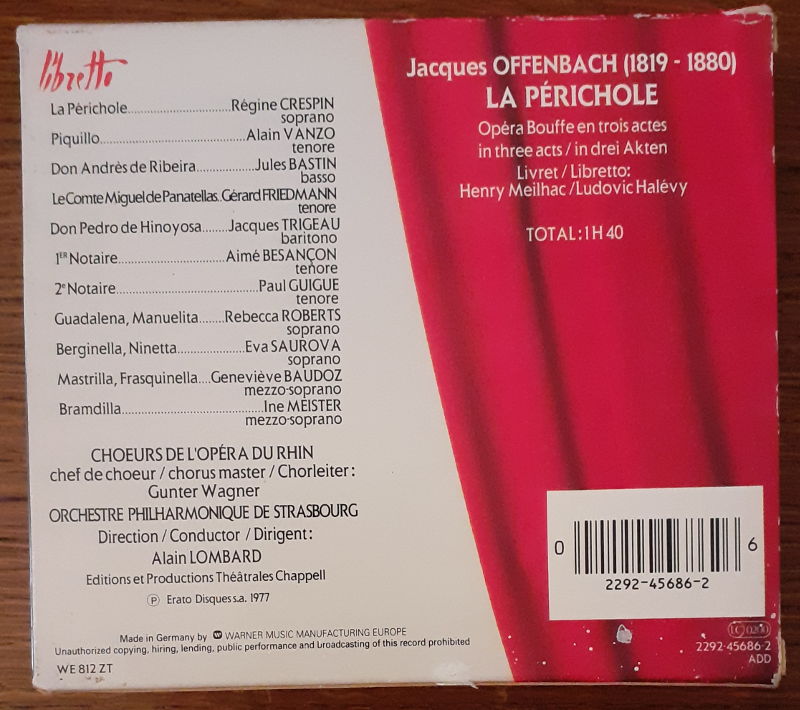 libretto
La Périchole..............................Régine CRESPIN
soprano
Piquillo..........................................Alain VANZO
tenore
Don Andrès de Ribeira.................Jules BASTIN
basso
Le Comte Miguel de Panatellas..Gérard FRIEDMANN
tenore
Don Pedro de Hinoyosa........Jacques TRIGEAU
baritono
1ER Notaire................................Aimé BESANÇON
tenore
2e Notaire..........................................Paul GUIGUE
tenore
Guadalena, Manuelita........Rebecca ROBERTS
soprano
Berginella, Ninetta....................Eva SAUROVA
soprano
Mastrilla, Frasquinella....Geneviève BAUDOZ
mezzo-soprano
Bramdilla..........................................Ine MEISTER
mezzo-soprano
CHOEURS DE L'OPÉRA DU RHIN
chef de choeur / chorus master / Chorleiter:
Gunter Wagner
ORCHESTRE PHILHARMONIQUE DE STRASBOURG
Direction / Conductor / Dirigent:
Alain LOMBARD
Editions et Productions Théâtrales Chappell
Ⓟ Erato Disques s.a. 1977
Made in Germany by WARNER MUSIC MANUFACTURING EUROPE
Unauthorized copying, hiring, lending, public performance and broadcasting of this record prohibited
WE 812 ZT
Jacques OFFENBACH (1819 - 1880)
LA PÉRICHOLE
Opéra Bouffe en trois actes
in three acts / in drei Akten
Livret / Libretto:
Henry Meilhac / Ludovic Halévy
TOTAL : 1 H 40
0 6
2292-45686-2
LC 0200
2292-45686-2
ADD